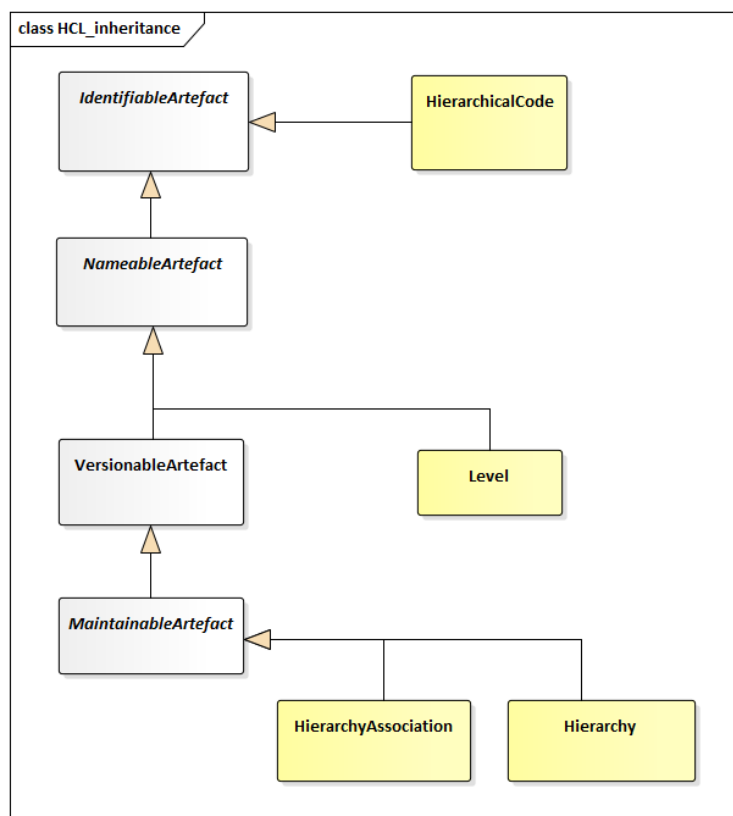 class HCL_inheritance
IdentifiableArtefact
HierarchicalCode
NameableArtefact
VersionableArtefact
Level
MaintainableArtefact
HierarchyAssociation
Hierarchy